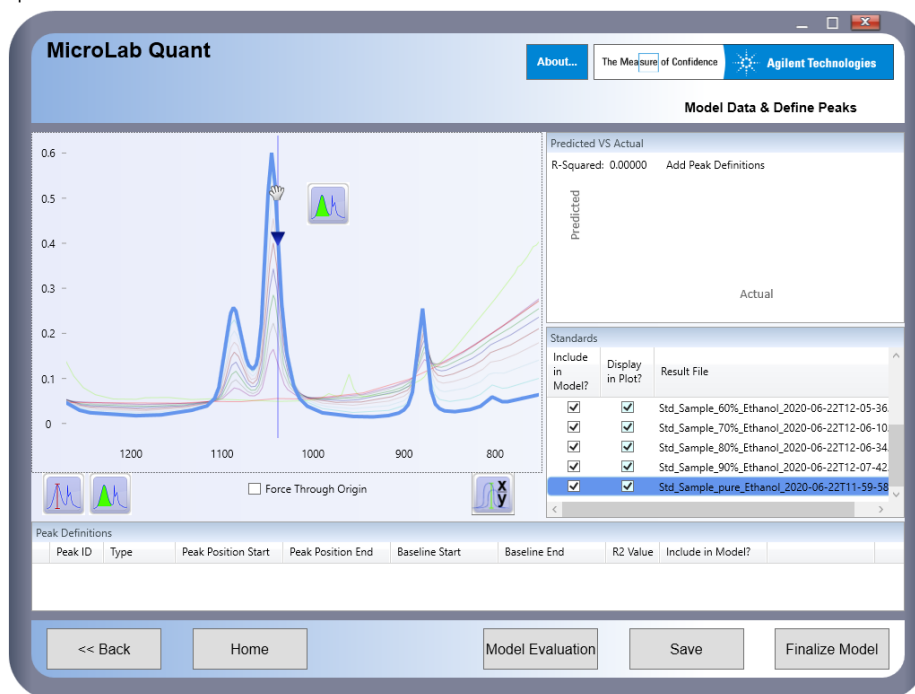 MicroLab Quant
About...
The Measure of Confidence
Agilent Technologies
Model Data & Define Peaks
0.6
0.5
0.4
0.3
0.2
0.1
0
1200 1100 1000 900 800
Force Through Origin
X
y
Predicted VS Actual
R-Squared: 0.00000 Add Peak Definitions
Predicted
Actual
Standards
Include in Model? Display in Plot? Result File
Std_Sample_60%_Ethanol_2020-06-22T12-05-36
Std_Sample_70%_Ethanol_2020-06-22T12-06-10
Std_Sample_80%_Ethanol_2020-06-22T12-06-34
Std_Sample_90%_Ethanol_2020-06-22T12-07-42
Std_Sample_pure_Ethanol_2020-06-22T11-59-58
Peak Definitions
Peak ID Type Peak Position Start Peak Position End Baseline Start Baseline End R2 Value Include in Model?
<< Back Home Model Evaluation Save Finalize Model